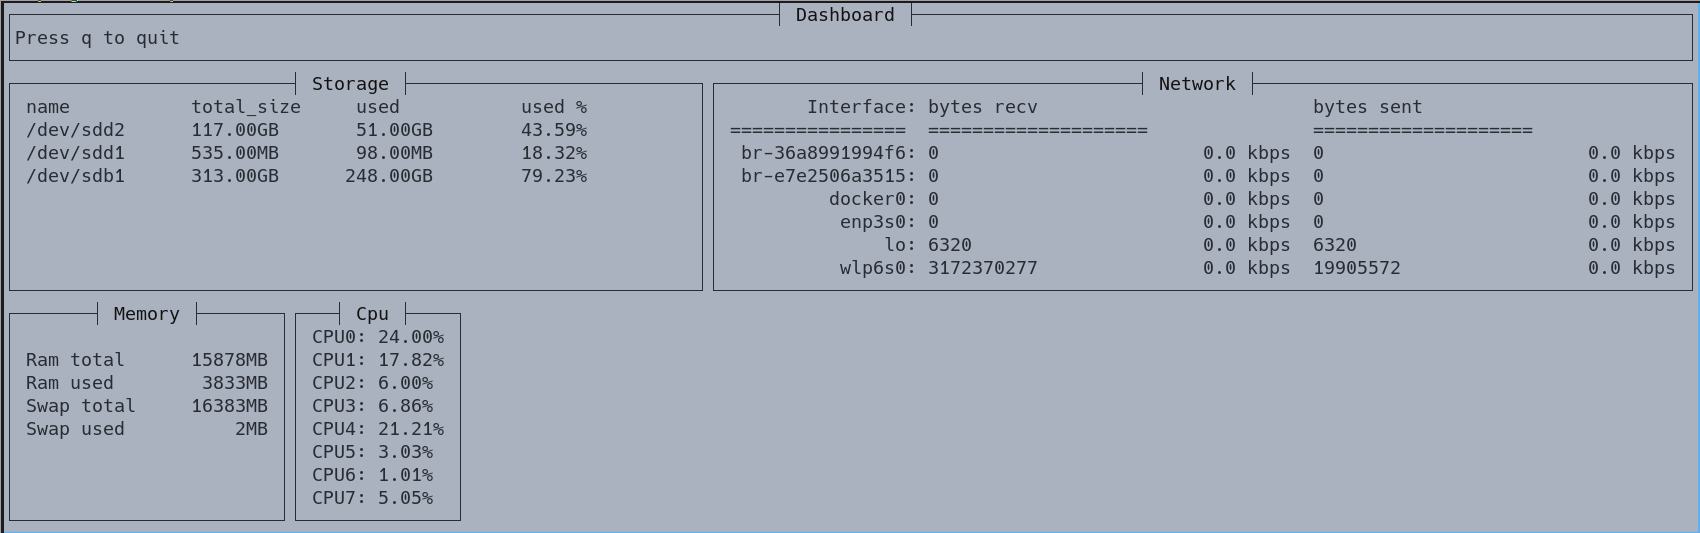 Dashboard
Press q to quit
Storage
name total_size used used %
/dev/sdd2 117.00GB 51.00GB 43.59%
/dev/sdd1 535.00MB 98.00MB 18.32%
/dev/sdb1 313.00GB 248.00GB 79.23%
Network
Interface: bytes recv bytes sent
================ ==================== ====================
br-36a8991994f6: 0 0.0 kbps 0 0.0 kbps
br-e7e2506a3515: 0 0.0 kbps 0 0.0 kbps
docker0: 0 0.0 kbps 0 0.0 kbps
enp3s0: 0 0.0 kbps 0 0.0 kbps
lo: 6320 0.0 kbps 6320 0.0 kbps
wlp6s0: 3172370277 0.0 kbps 19905572 0.0 kbps
Memory
Ram total 15878MB
Ram used 3833MB
Swap total 16383MB
Swap used 2MB
Cpu
CPU0: 24.00%
CPU1: 17.82%
CPU2: 6.00%
CPU3: 6.86%
CPU4: 21.21%
CPU5: 3.03%
CPU6: 1.01%
CPU7: 5.05%